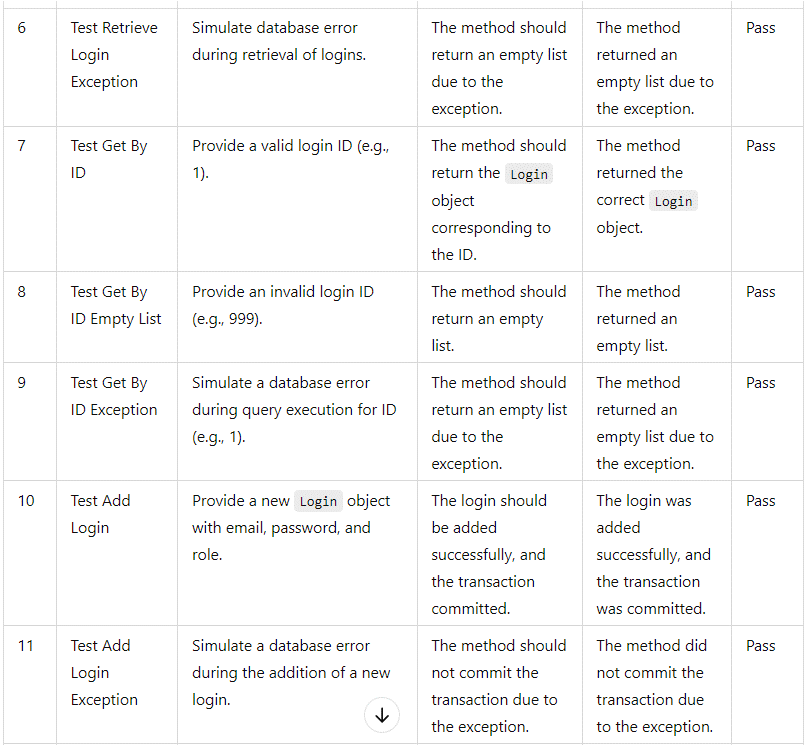 6
Test Retrieve
Login
Exception
Simulate database error
during retrieval of logins.
The method should
return an empty list
due to the
exception.
The method
returned an
empty list due to
the exception.
Pass
7
Test Get By
ID
Provide a valid login ID (e.g.,
1).
The method should
return the Login
object
corresponding to
the ID.
The method
returned the
correct Login
object.
Pass
8
Test Get By
ID Empty List
Provide an invalid login ID
(e.g., 999).
The method should
return an empty
list.
The method
returned an
empty list.
Pass
9
Test Get By
ID Exception
Simulate a database error
during query execution for ID
(e.g., 1).
The method should
return an empty list
due to the
exception.
The method
returned an
empty list due to
the exception.
Pass
10
Test Add
Login
Provide a new Login object
with email, password, and
role.
The login should
be added
successfully, and
the transaction
committed.
The login was
added
successfully, and
the transaction
was committed.
Pass
11
Test Add
Login
Exception
Simulate a database error
during the addition of a new
login.
The method should
not commit the
transaction due to
the exception.
The method did
not commit the
transaction due
to the exception.
Pass